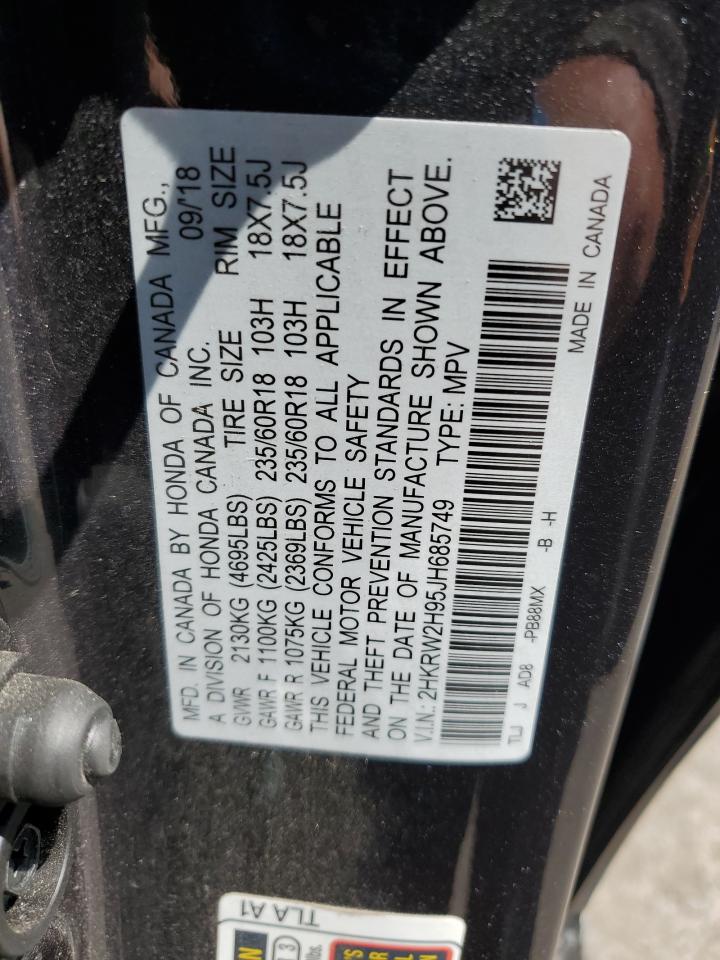 MFD. IN CANADA BY HONDA OF CANADA MFG.,
A DIVISION OF HONDA CANADA INC. 09/'18
GVWR 2130KG (4695LBS) TIRE SIZE RIM SIZE
GAWR F 1100KG (2425LBS) 235/60R18 103H 18X7.5J
GAWR R 1075KG (2369LBS) 235/60R18 103H 18X7.5J
THIS VEHICLE CONFORMS TO ALL APPLICABLE
FEDERAL MOTOR VEHICLE SAFETY
AND THEFT PREVENTION STANDARDS IN EFFECT
ON THE DATE OF MANUFACTURE SHOWN ABOVE.
V.I.N.: 2HKRW2H95JH685749 TYPE: MPV
TLJ J AD8 -PB88MX -B -H MADE IN CANADA
TLA A1